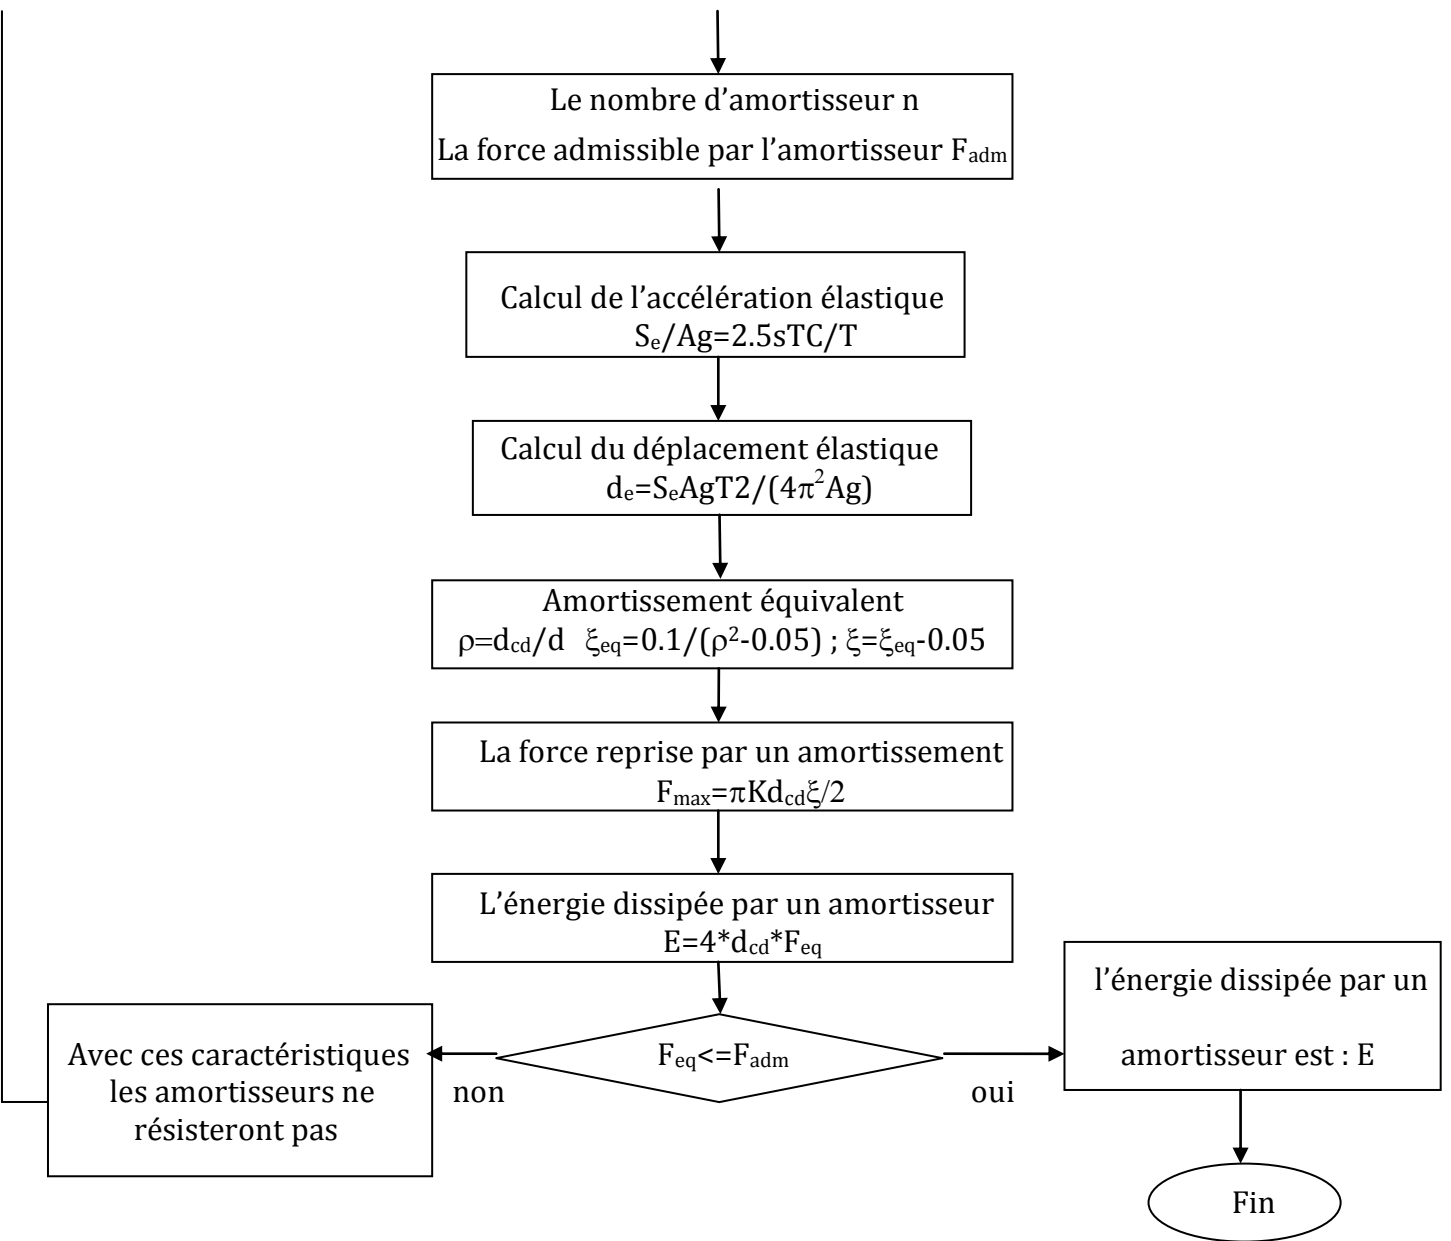 Le nombre d’amortisseur n
La force admissible par l’amortisseur Fadm
Calcul de l’accélération élastique
Se/Ag=2.5sTC/T
Calcul du déplacement élastique
de=SeAgT2/(4π²Ag)
Amortissement équivalent
ρ=dcd/d ξeq=0.1/(ρ²-0.05) ; ξ=ξeq-0.05
La force reprise par un amortissement
Fmax=πKdcdξ/2
L’énergie dissipée par un amortisseur
E=4*dcd*Feq
Feq<=Fadm
non
oui
Avec ces caractéristiques
les amortisseurs ne
résisteront pas
l’énergie dissipée par un
amortisseur est : E
Fin